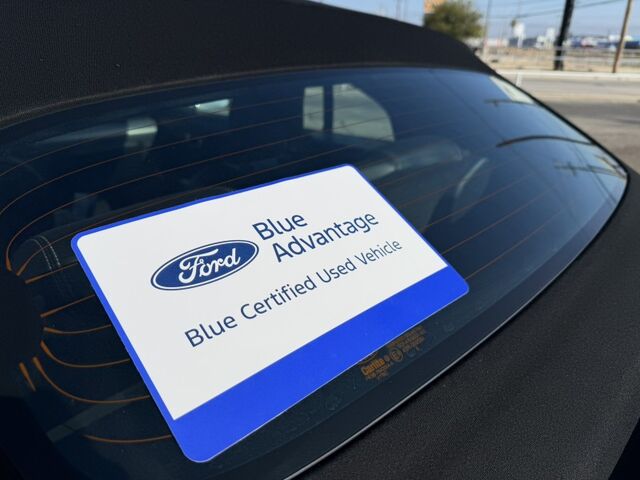 Ford
Blue
Advantage
Blue Certified Used Vehicle